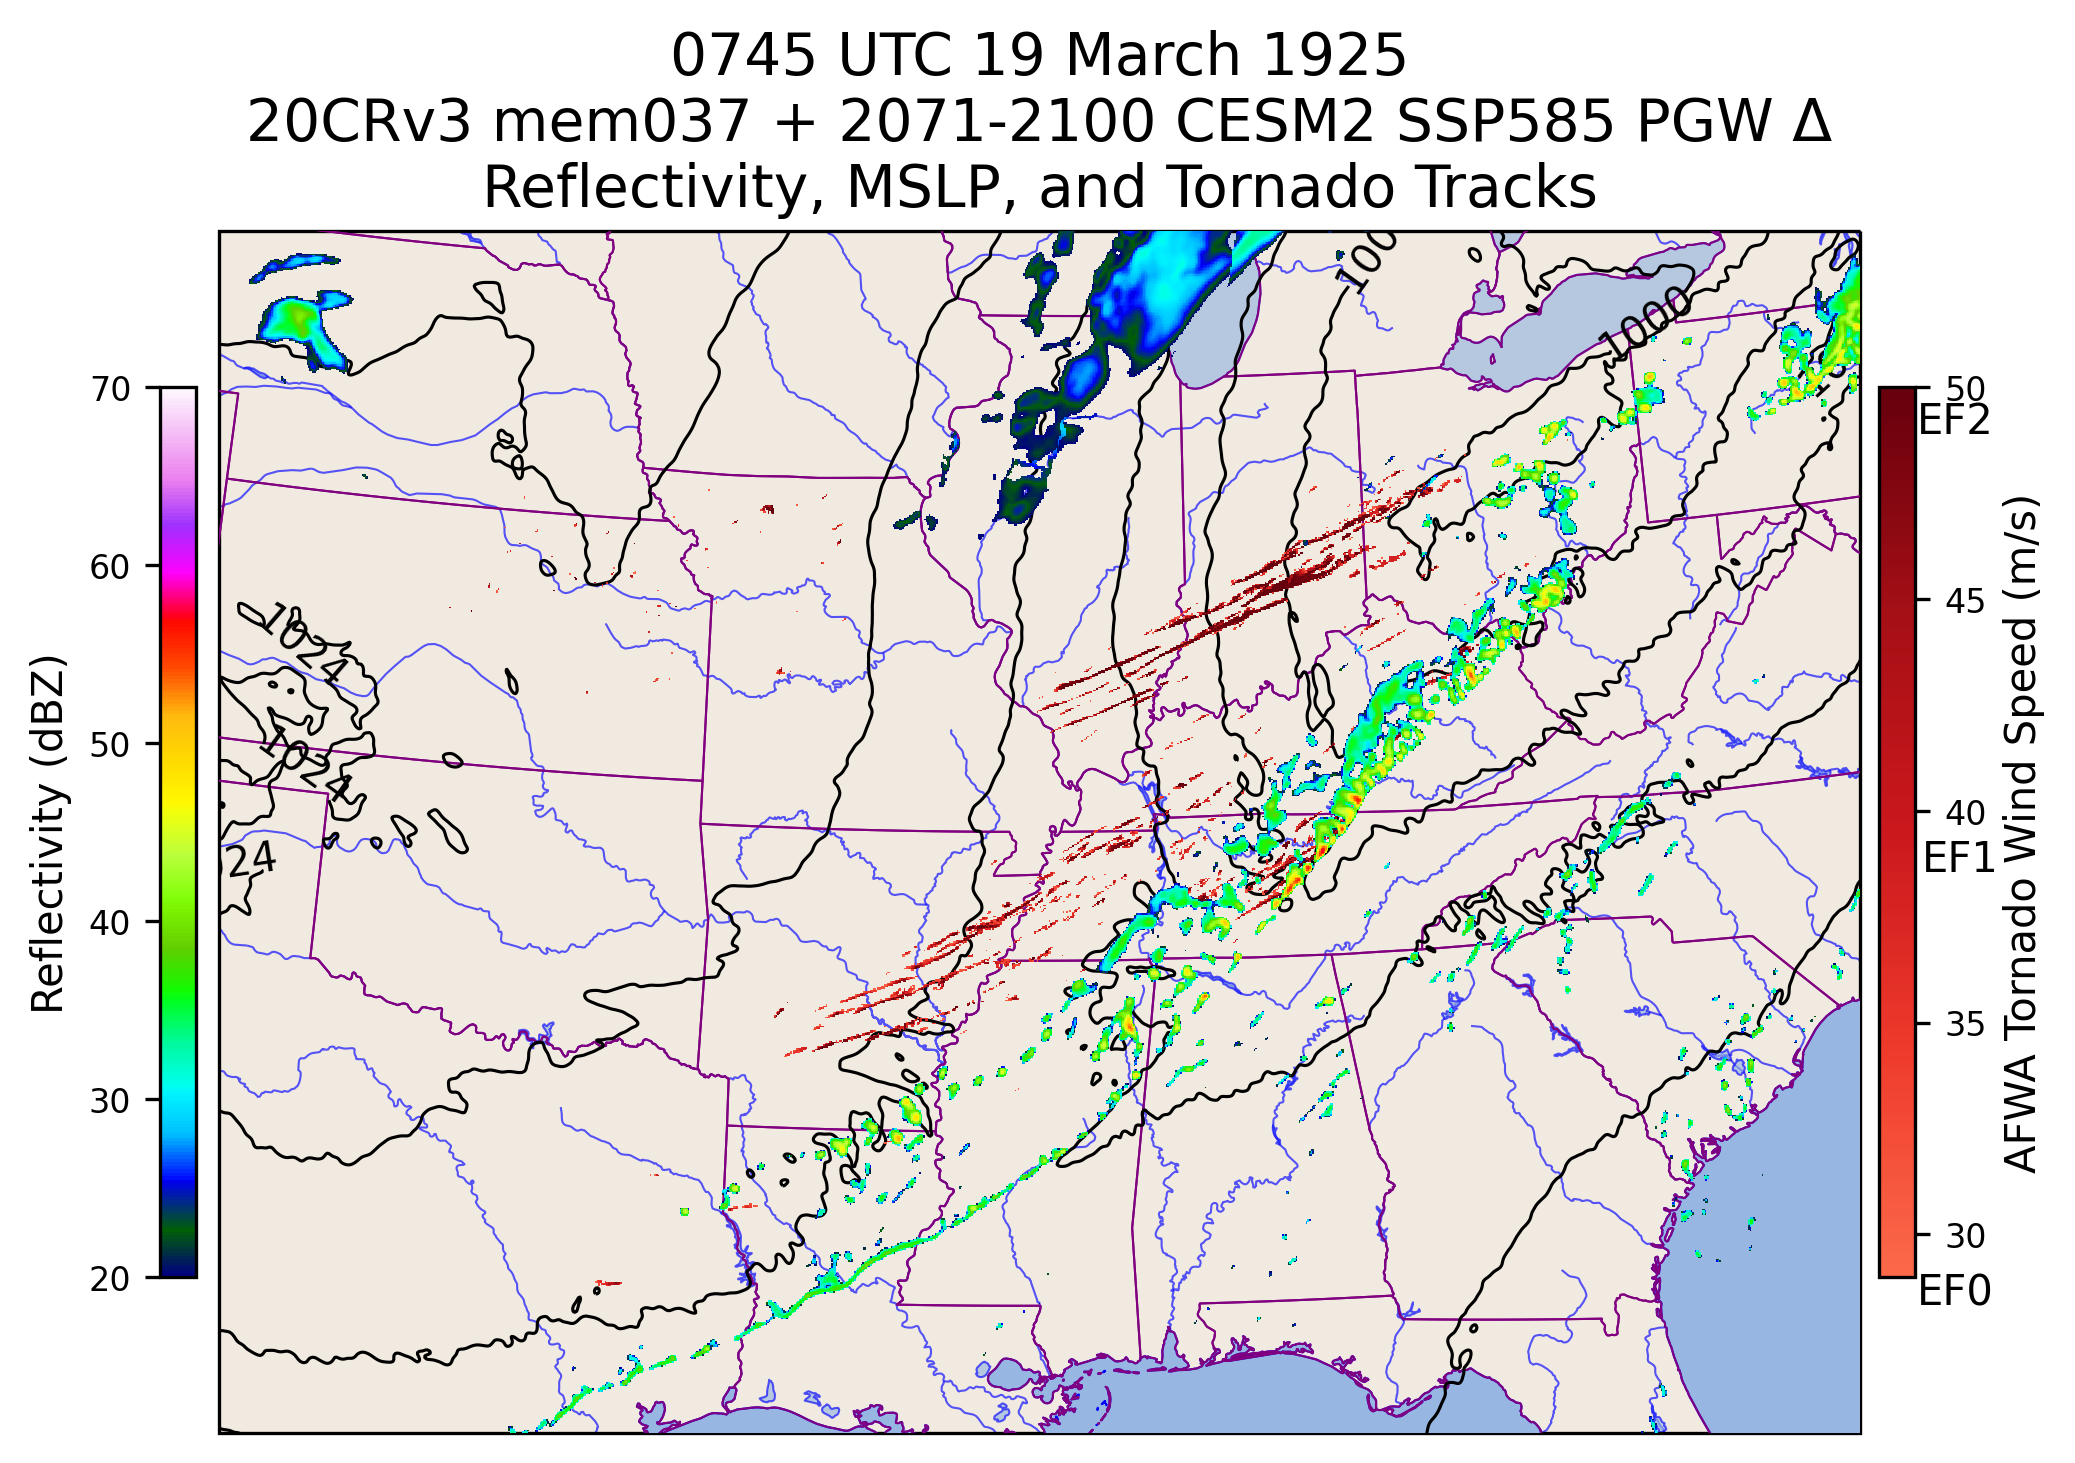 0745 UTC 19 March 1925
20CRv3 mem037 + 2071-2100 CESM2 SSP585 PGW Δ
Reflectivity, MSLP, and Tornado Tracks
70
60
50
40
30
20
Reflectivity (dBZ)
100
1000
1024
1024
24
50
EF2
45
40
EF1
35
30
EF0
AFWA Tornado Wind Speed (m/s)